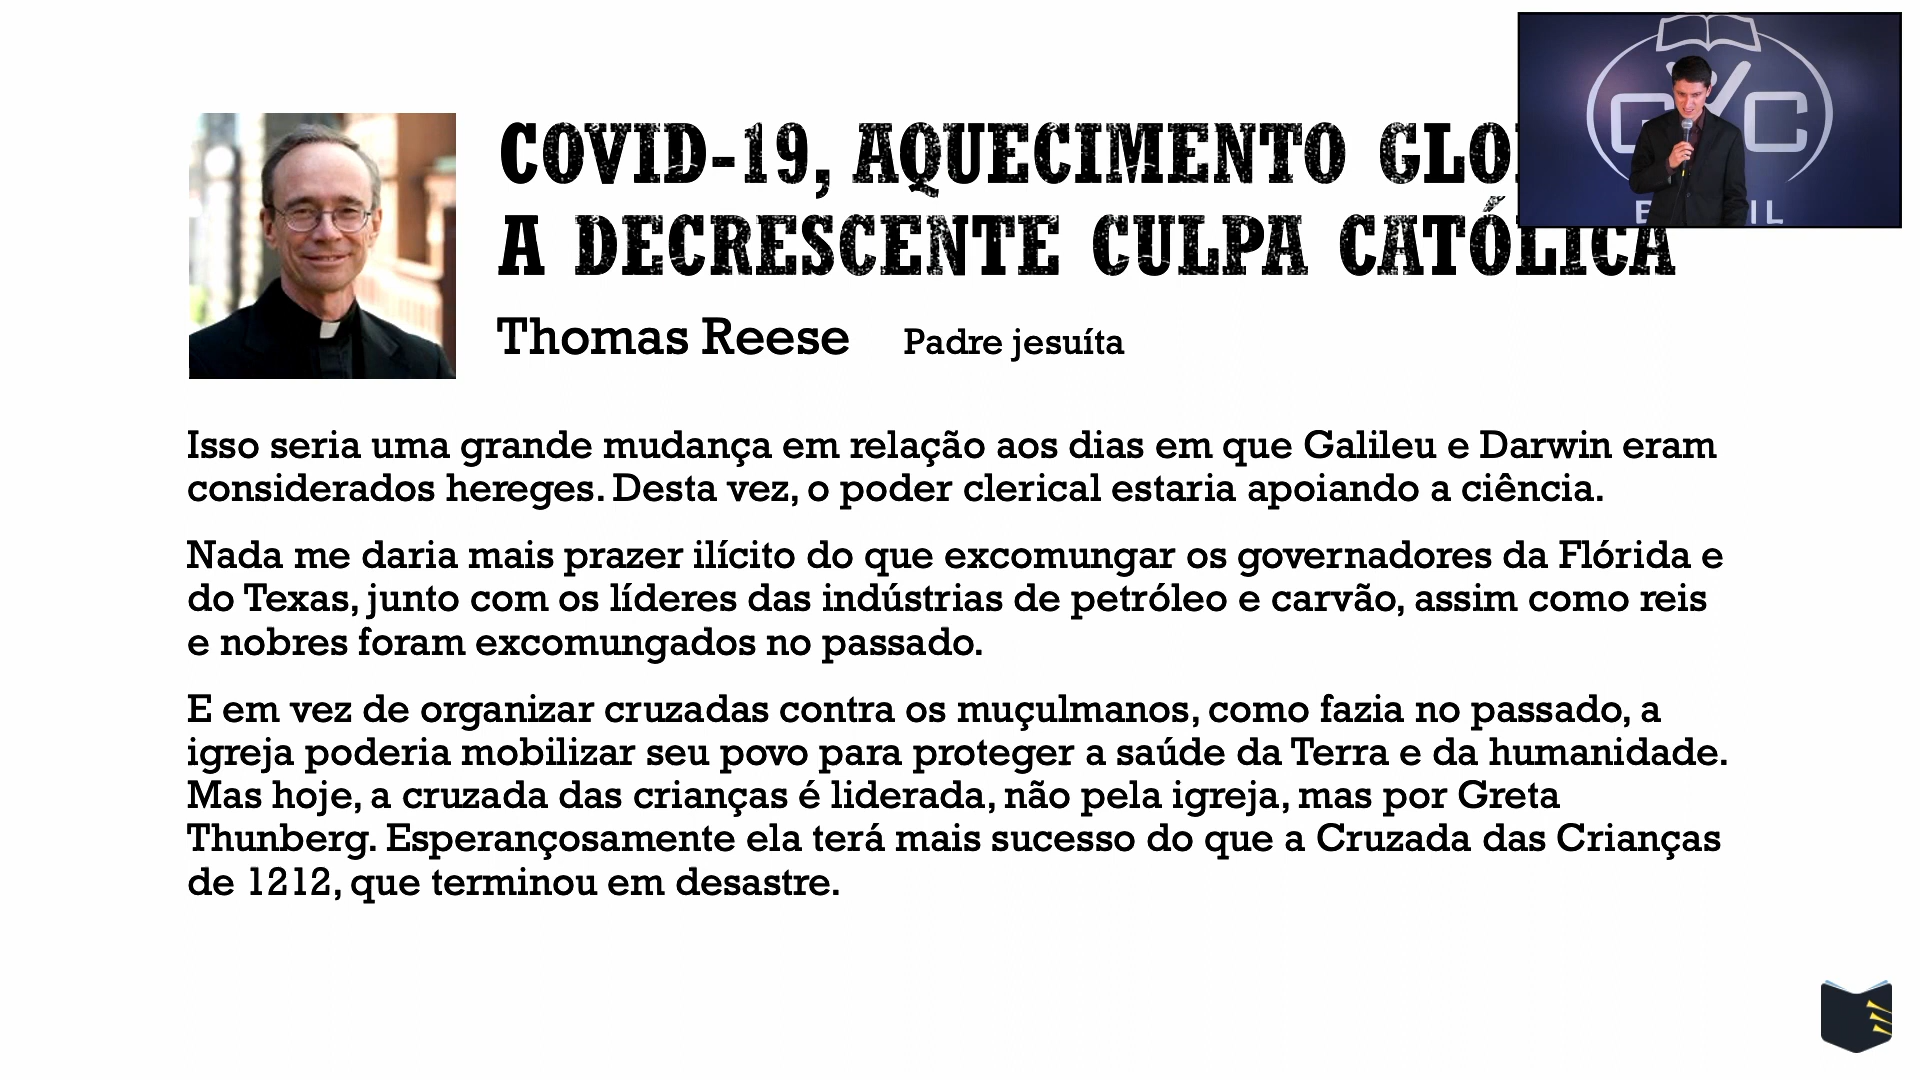 COVID-19, AQUECIMENTO
A DECRESCENTE CULPA CATÓLICA
Thomas Reese Padre jesuíta
Isso seria uma grande mudança em relação aos dias em que Galileu e Darwin eram
considerados hereges. Desta vez, o poder clerical estaria apoiando a ciência.
Nada me daria mais prazer ilícito do que excomungar os governadores da Flórida e
do Texas, junto com os líderes das indústrias de petróleo e carvão, assim como reis
e nobres foram excomungados no passado.
E em vez de organizar cruzadas contra os muçulmanos, como fazia no passado, a
igreja poderia mobilizar seu povo para proteger a saúde da Terra e da humanidade.
Mas hoje, a cruzada das crianças é liderada, não pela igreja, mas por Greta
Thunberg. Esperançosamente ela terá mais sucesso do que a Cruzada das Crianças
de 1212, que terminou em desastre.